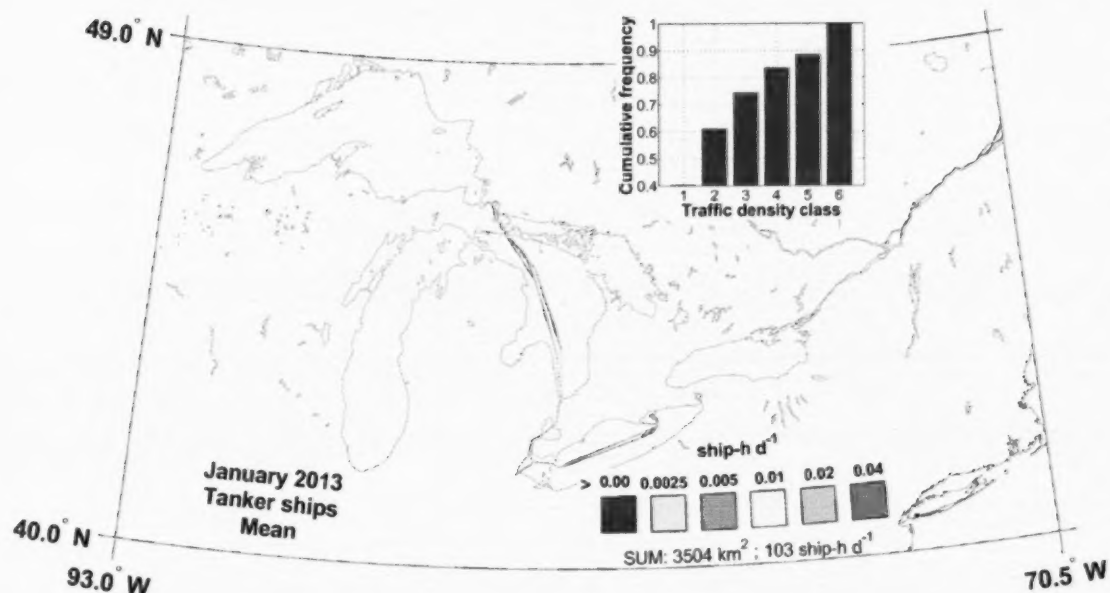 49.0° N
Cumulative frequency
1
0.9
0.8
0.7
0.6
0.5
0.4
1 2 3 4 5 6
Traffic density class
January 2013
Tanker ships
Mean
ship-h d⁻¹
> 0.00 0.0025 0.005 0.01 0.02 0.04
SUM: 3504 km² ; 103 ship-h d⁻¹
40.0° N
93.0° W
70.5° W